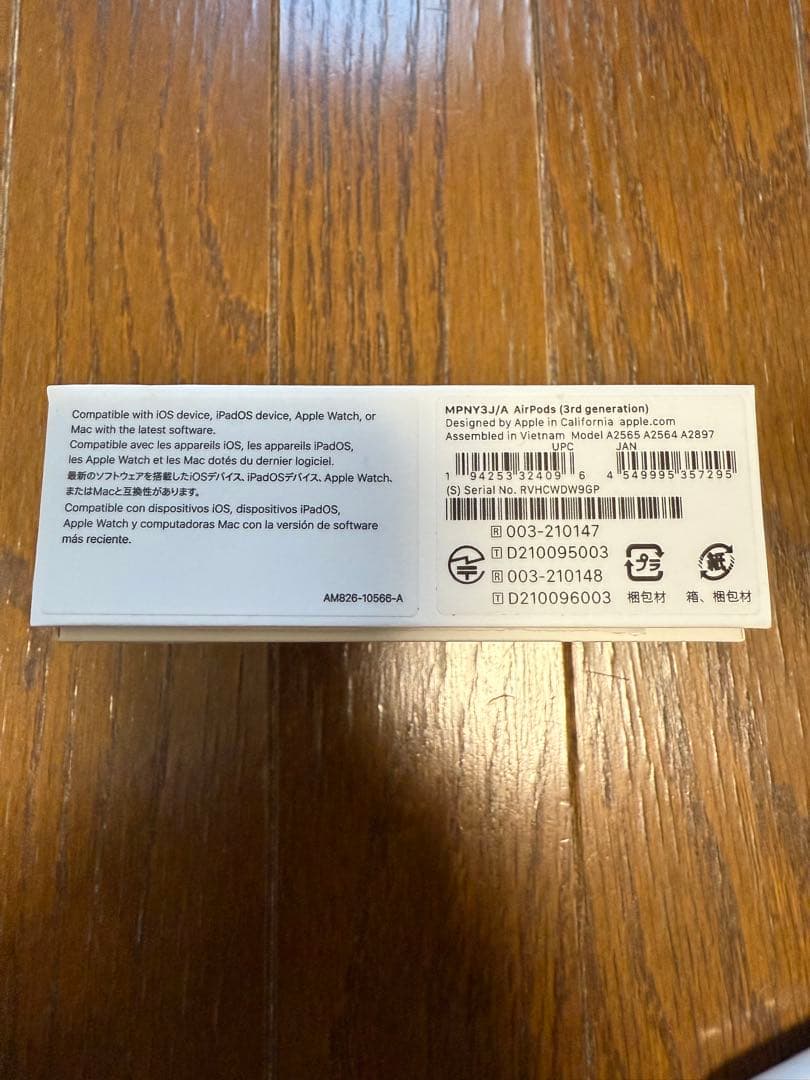 Compatible with iOS device, iPadOS device, Apple Watch, or
Mac with the latest software.
Compatible avec les appareils iOS, les appareils iPadOS,
les Apple Watch et les Mac dotés du dernier logiciel.
最新のソフトウェアを搭載したiOSデバイス、iPadOSデバイス、Apple Watch、
またはMacと互換性があります。
Compatible con dispositivos iOS, dispositivos iPadOS,
Apple Watch y computadoras Mac con la versión de software
más reciente.
AM826-10566-A
MPNY3J/A AirPods (3rd generation)
Designed by Apple in California apple.com
Assembled in Vietnam Model A2565 A2564 A2897
UPC JAN
1 94253 32409 6 4 549995 357295
(S) Serial No. RVHCWDW9GP
R 003-210147
T D210095003
R 003-210148
T D210096003
プラ 紙
梱包材 箱、梱包材